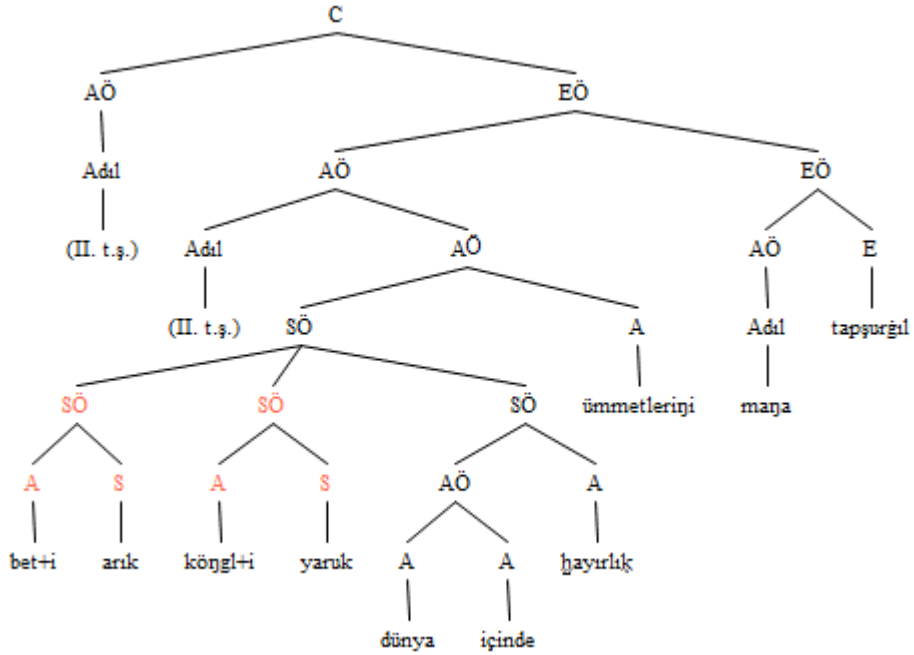 C
AÖ EÖ
Adıl AÖ EÖ
(II. t.ş.) Adıl AÖ AÖ E
(II. t.ş.) SÖ A Adıl tapşurġıl
SÖ SÖ SÖ ümmetleriŋi maŋa
A S A S AÖ A
bet+i arık köŋgl+i yaruk A A ḫayırlıḳ
dünya içinde